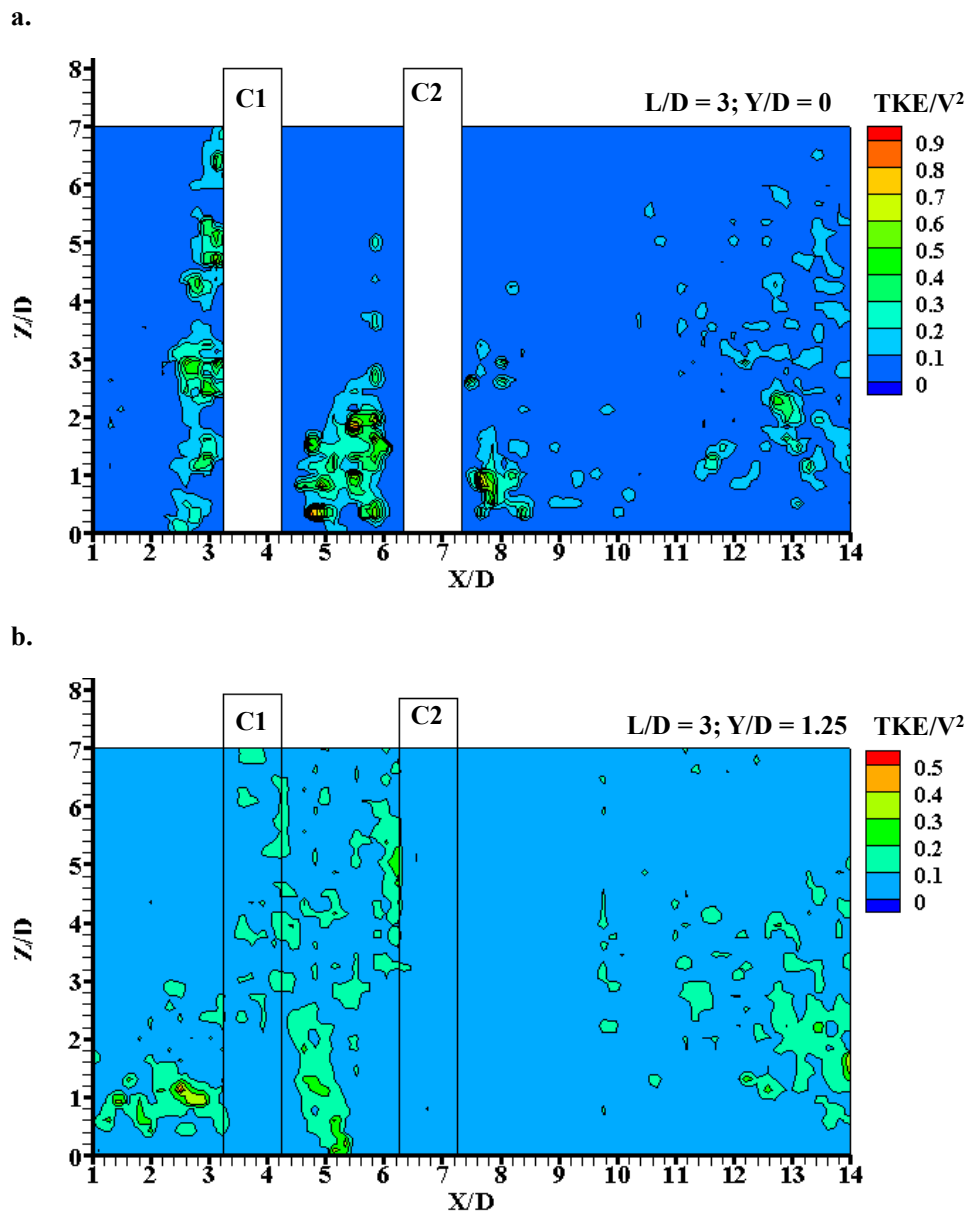 a.
C1
C2
L/D = 3; Y/D = 0
TKE/V²
8
7
6
5
4
3
2
1
0
Z/D
0.9
0.8
0.7
0.6
0.5
0.4
0.3
0.2
0.1
0
1 2 3 4 5 6 7 8 9 10 11 12 13 14
X/D
b.
C1
C2
L/D = 3; Y/D = 1.25
TKE/V²
8
7
6
5
4
3
2
1
0
Z/D
0.5
0.4
0.3
0.2
0.1
0
1 2 3 4 5 6 7 8 9 10 11 12 13 14
X/D